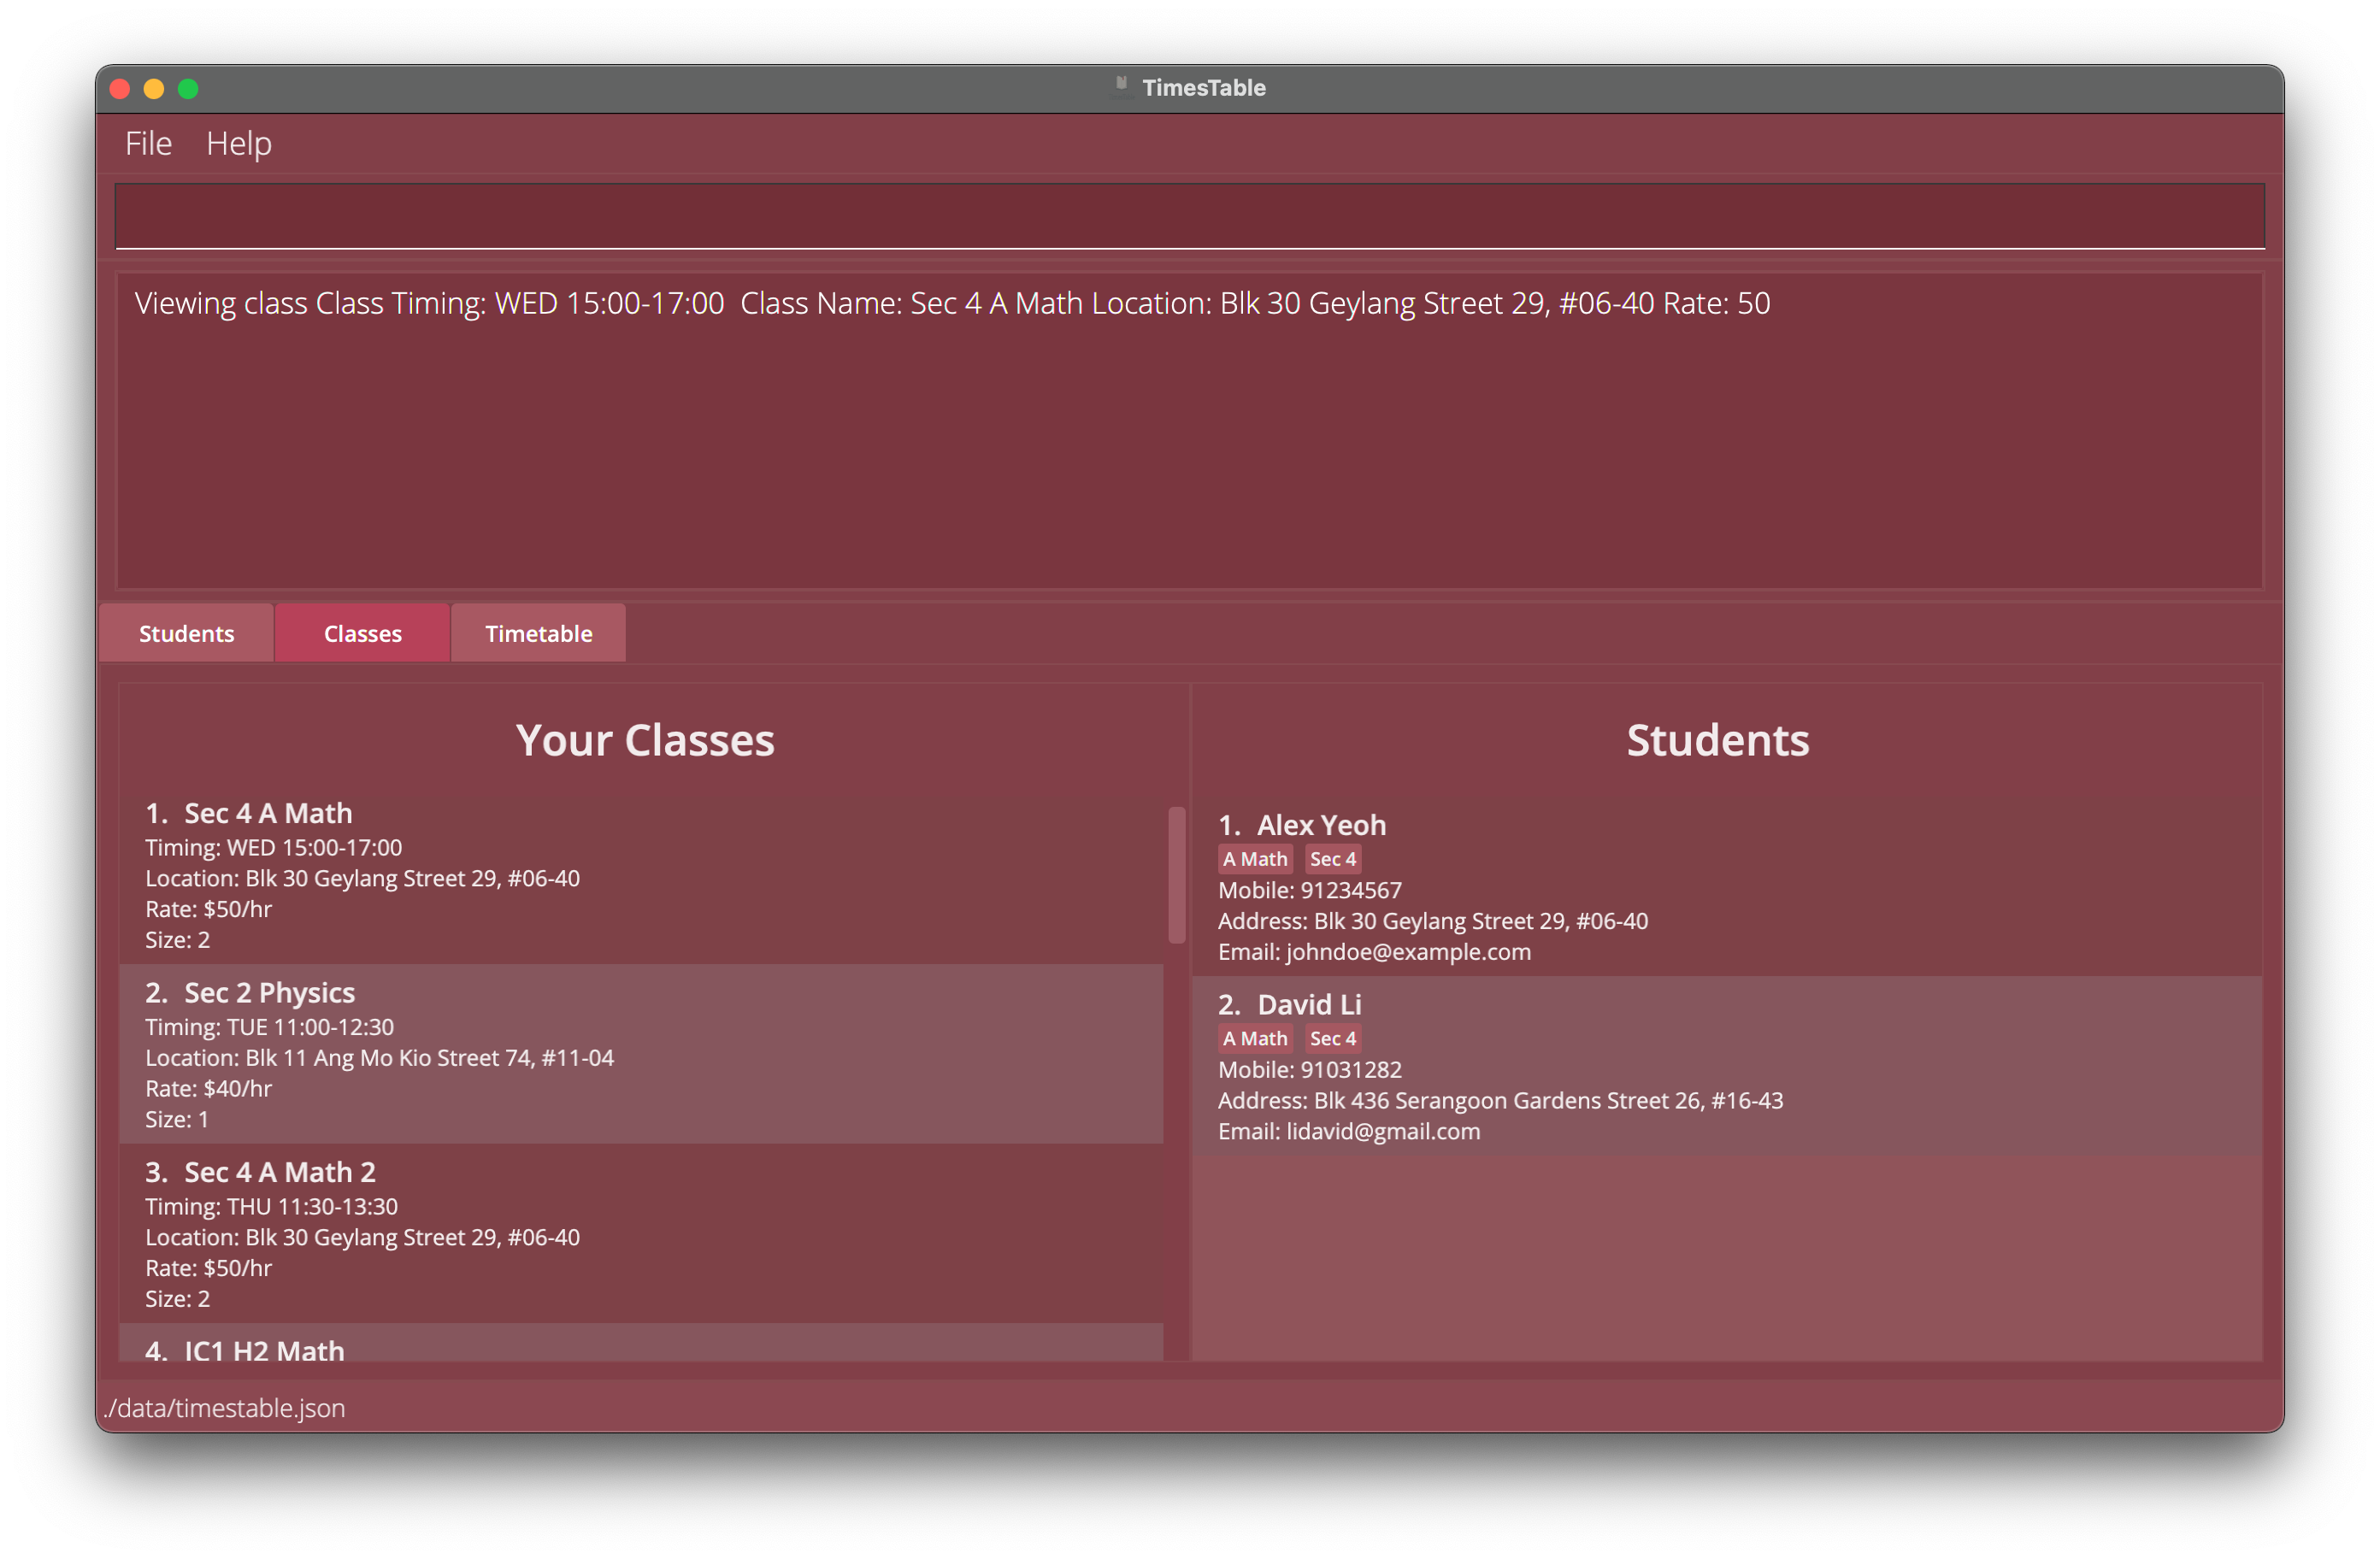 TimesTable
File Help
Viewing class Class Timing: WED 15:00-17:00 Class Name: Sec 4 A Math Location: Blk 30 Geylang Street 29, #06-40 Rate: 50
Students Classes Timetable
Your Classes
1. Sec 4 A Math
Timing: WED 15:00-17:00
Location: Blk 30 Geylang Street 29, #06-40
Rate: $50/hr
Size: 2
2. Sec 2 Physics
Timing: TUE 11:00-12:30
Location: Blk 11 Ang Mo Kio Street 74, #11-04
Rate: $40/hr
Size: 1
3. Sec 4 A Math 2
Timing: THU 11:30-13:30
Location: Blk 30 Geylang Street 29, #06-40
Rate: $50/hr
Size: 2
4. JC1 H2 Math
Students
1. Alex Yeoh
A Math Sec 4
Mobile: 91234567
Address: Blk 30 Geylang Street 29, #06-40
Email: johndoe@example.com
2. David Li
A Math Sec 4
Mobile: 91031282
Address: Blk 436 Serangoon Gardens Street 26, #16-43
Email: lidavid@gmail.com
./data/timestable.json